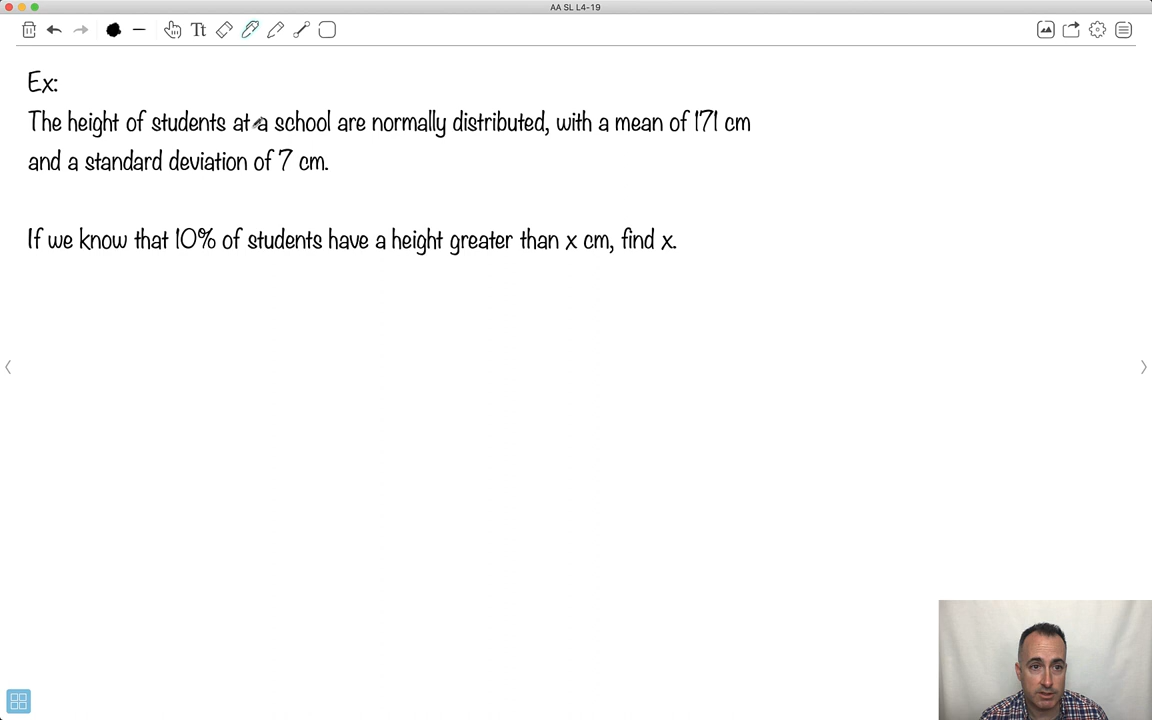 AA SL L4-19
Tt
Ex:
The height of students at a school are normally distributed, with a mean of 171 cm
and a standard deviation of 7 cm.
If we know that 10% of students have a height greater than x cm, find x.